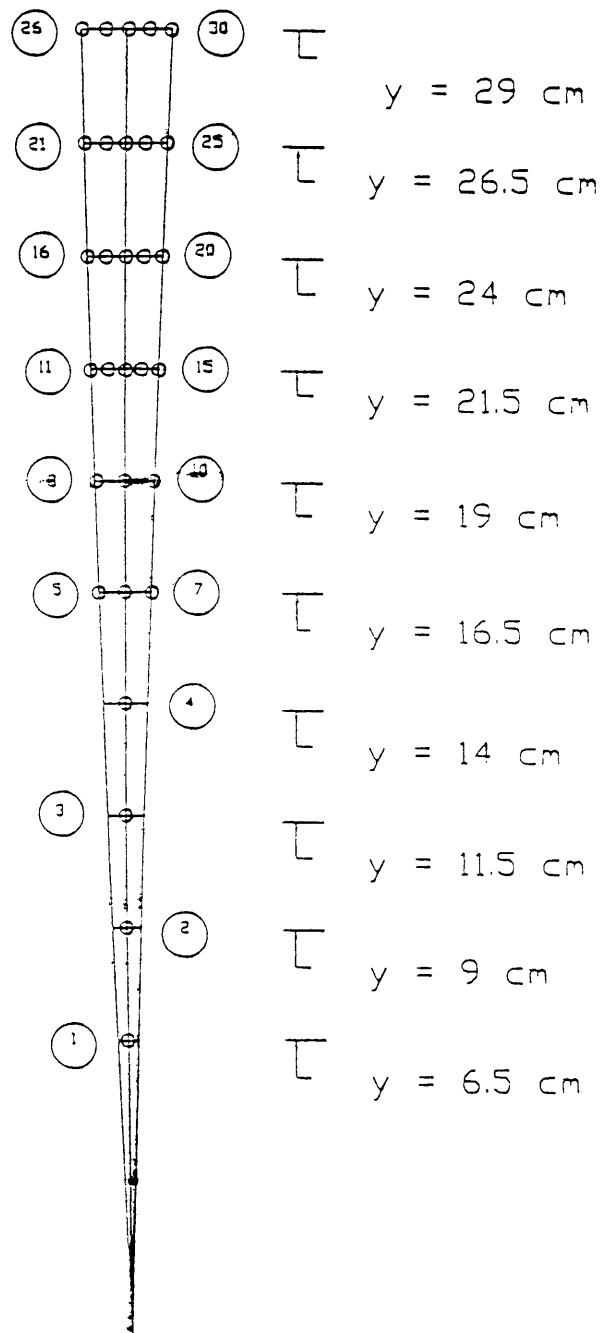 26 30
y = 29 cm
21 25
y = 26.5 cm
16 20
y = 24 cm
11 15
y = 21.5 cm
8 10
y = 19 cm
5 7
y = 16.5 cm
4
y = 14 cm
3
y = 11.5 cm
2
y = 9 cm
1
y = 6.5 cm